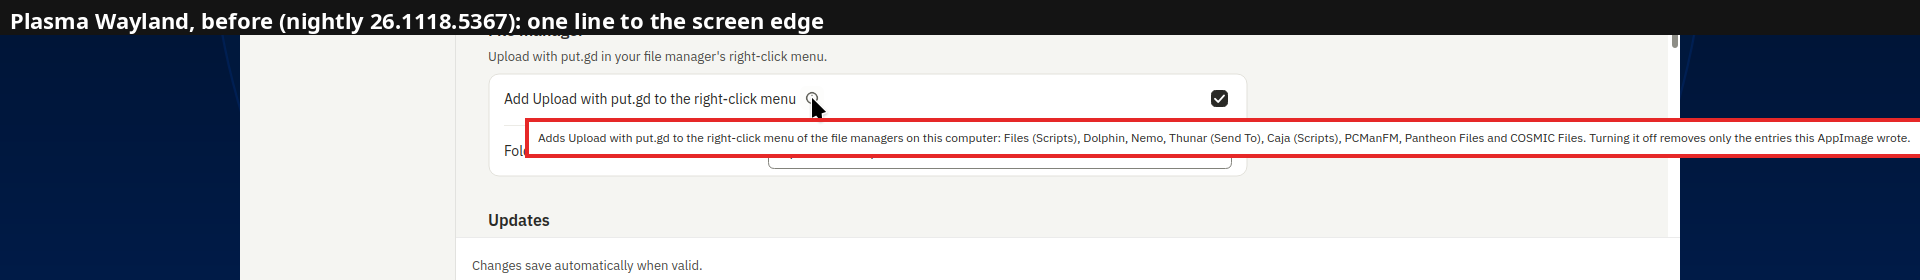 Plasma Wayland, before (nightly 26.1118.5367): one line to the screen edge
Upload with put.gd in your file manager's right-click menu.
Add Upload with put.gd to the right-click menu
Adds Upload with put.gd to the right-click menu of the file managers on this computer: Files (Scripts), Dolphin, Nemo, Thunar (Send To), Caja (Scripts), PCManFM, Pantheon Files and COSMIC Files. Turning it off removes only the entries this AppImage wrote.
Updates
Changes save automatically when valid.